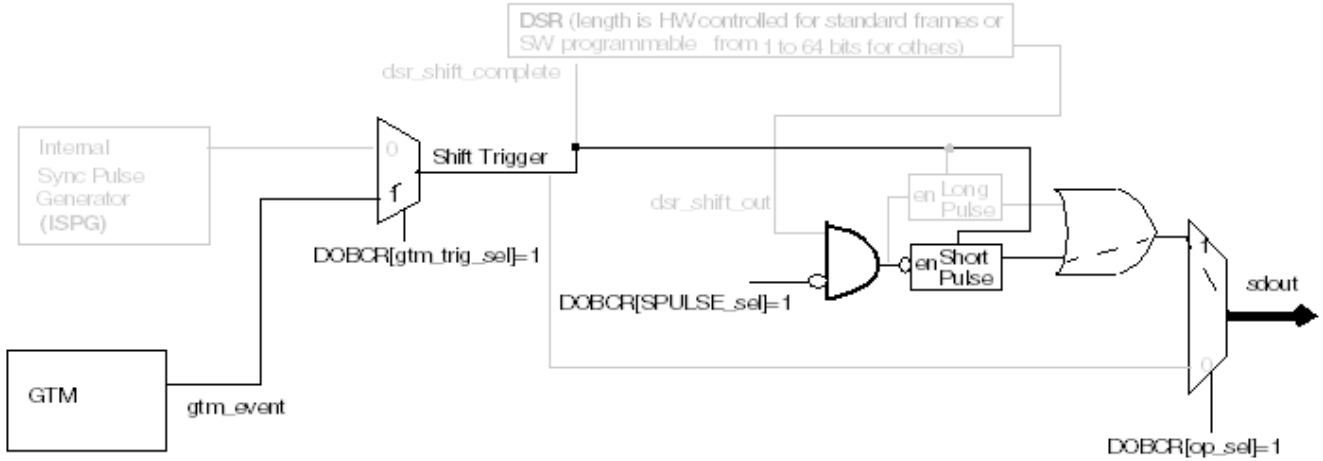 DSR (length is HW controlled for standard frames or
SW programmable from 1 to 64 bits for others)
dsr_shift_complete
Internal
Sync Pulse
Generator
(ISPG)
0
1
Shift Trigger
DOBCR[gtm_trig_sel]=1
dsr_shift_out
en Long
Pulse
en Short
Pulse
DOBCR[SPULSE_sel]=1
1
0
sdout
GTM
gtm_event
DOBCR[op_sel]=1